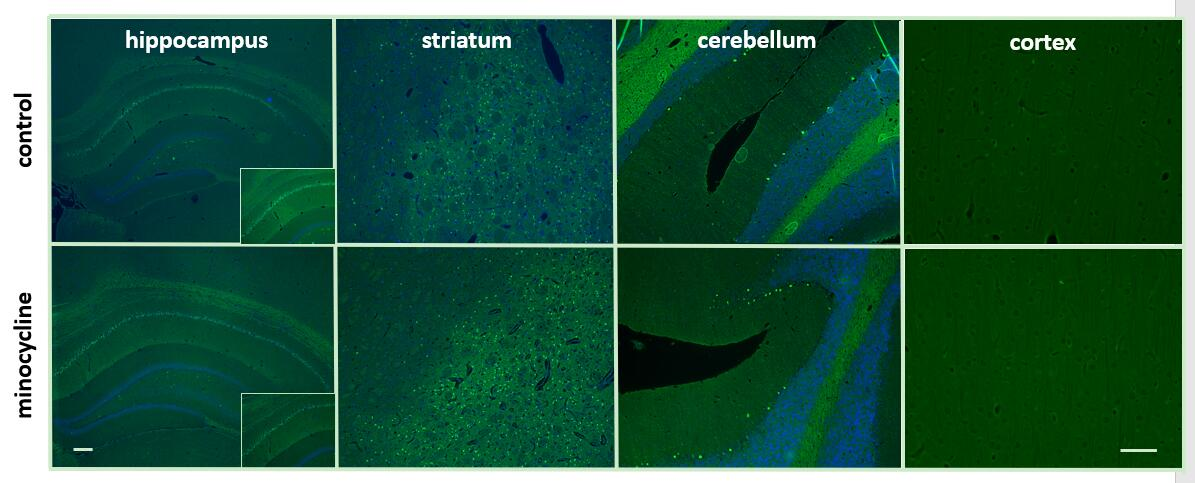 hippocampus
striatum
cerebellum
cortex
control
minocycline